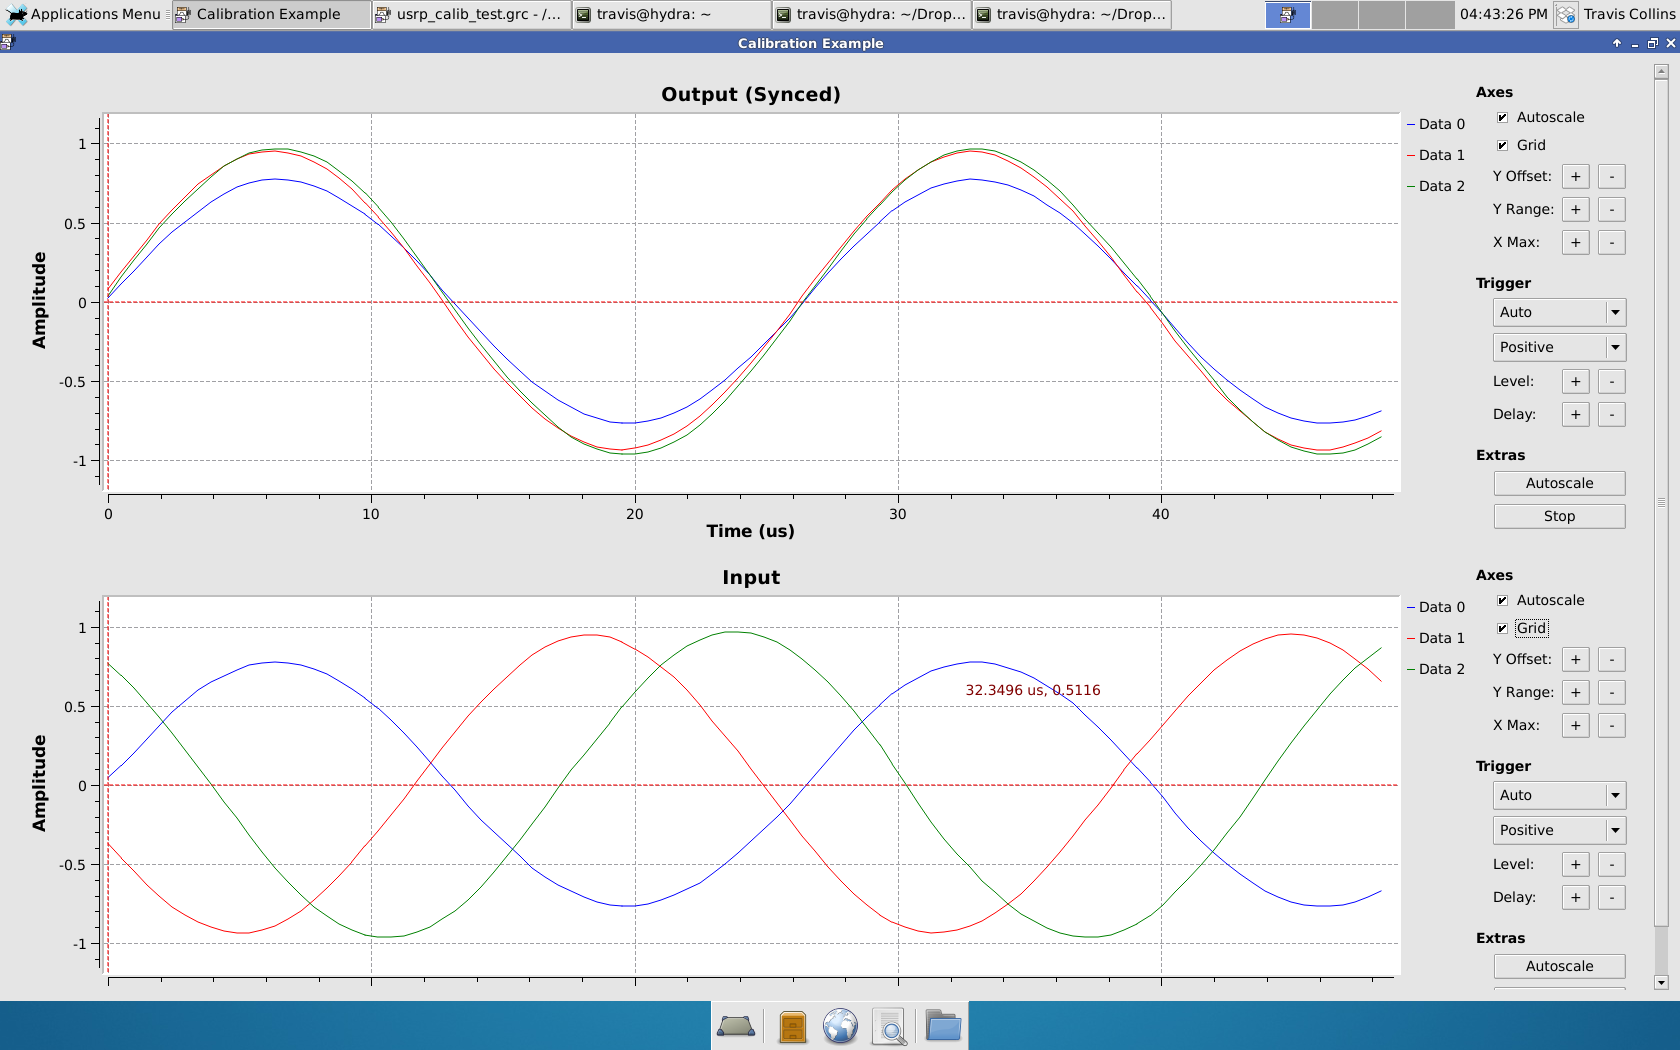 Applications Menu
Calibration Example
usrp_calib_test.grc - /...
travis@hydra: ~
travis@hydra: ~/Drop...
travis@hydra: ~/Drop...
04:43:26 PM
Travis Collins
Calibration Example
Output (Synced)
Amplitude
1
0.5
0
-0.5
-1
0
10
20
30
40
Time (us)
Data 0
Data 1
Data 2
Axes
Autoscale
Grid
Y Offset: + -
Y Range: + -
X Max: + -
Trigger
Auto
Positive
Level: + -
Delay: + -
Extras
Autoscale
Stop
Input
Amplitude
1
0.5
0
-0.5
-1
32.3496 us, 0.5116
Data 0
Data 1
Data 2
Axes
Autoscale
Grid
Y Offset: + -
Y Range: + -
X Max: + -
Trigger
Auto
Positive
Level: + -
Delay: + -
Extras
Autoscale